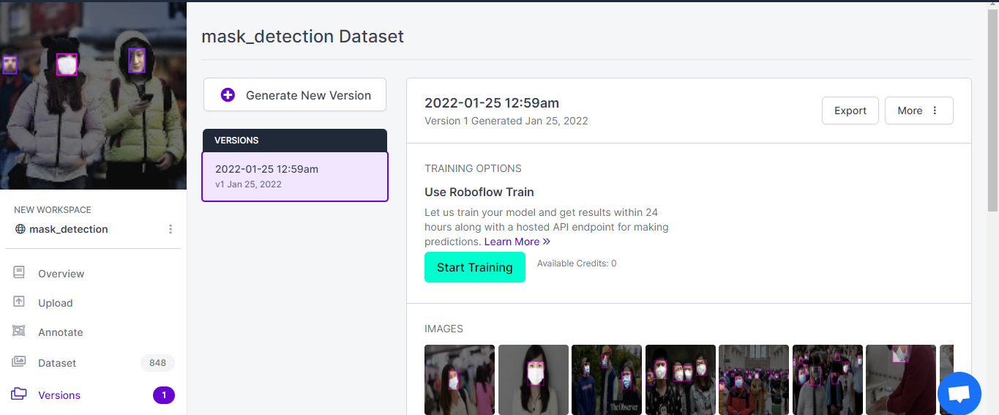 mask_detection Dataset
Generate New Version
VERSIONS
2022-01-25 12:59am
v1 Jan 25, 2022
2022-01-25 12:59am
Version 1 Generated Jan 25, 2022
Export
More
TRAINING OPTIONS
Use Roboflow Train
Let us train your model and get results within 24
hours along with a hosted API endpoint for making
predictions. Learn More
Start Training
Available Credits: 0
IMAGES
The Observer
NEW WORKSPACE
mask_detection
Overview
Upload
Annotate
Dataset 848
Versions 1